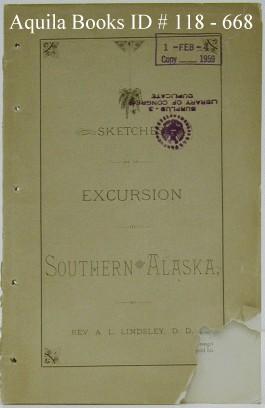 Aquila Books ID # 118 - 668
1 -FEB -
Copy 1959
SURPLUS - 3
LIBRARY OF CONGRESS
DUPLICATE
SKETCHES
EXCURSION
SOUTHERN ALASKA,
REV. A. L. LINDSLEY, D. D.